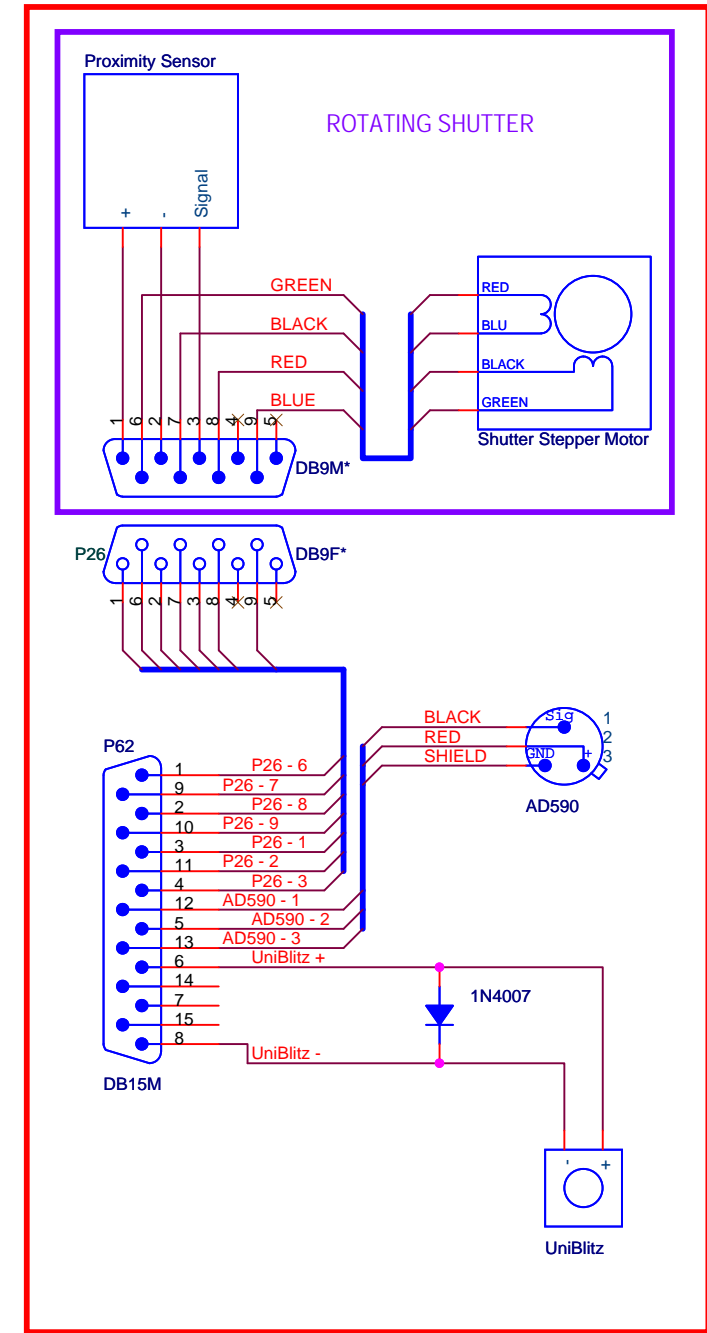 Proximity Sensor
ROTATING SHUTTER
+ - Signal
GREEN
RED
BLACK
BLU
RED
BLACK
BLUE
GREEN
Shutter Stepper Motor
1 6 2 7 3 8 4 9 5
DB9M*
P26
DB9F*
1 6 2 7 3 8 4 9 5
BLACK
Sig
1
RED
2
SHIELD
GND
+
3
AD590
P62
1
P26 - 6
9
P26 - 7
2
P26 - 8
10
P26 - 9
3
P26 - 1
11
P26 - 2
4
P26 - 3
12
AD590 - 1
5
AD590 - 2
13
AD590 - 3
6
UniBlitz +
14
7
15
8
UniBlitz -
1N4007
DB15M
- +
UniBlitz